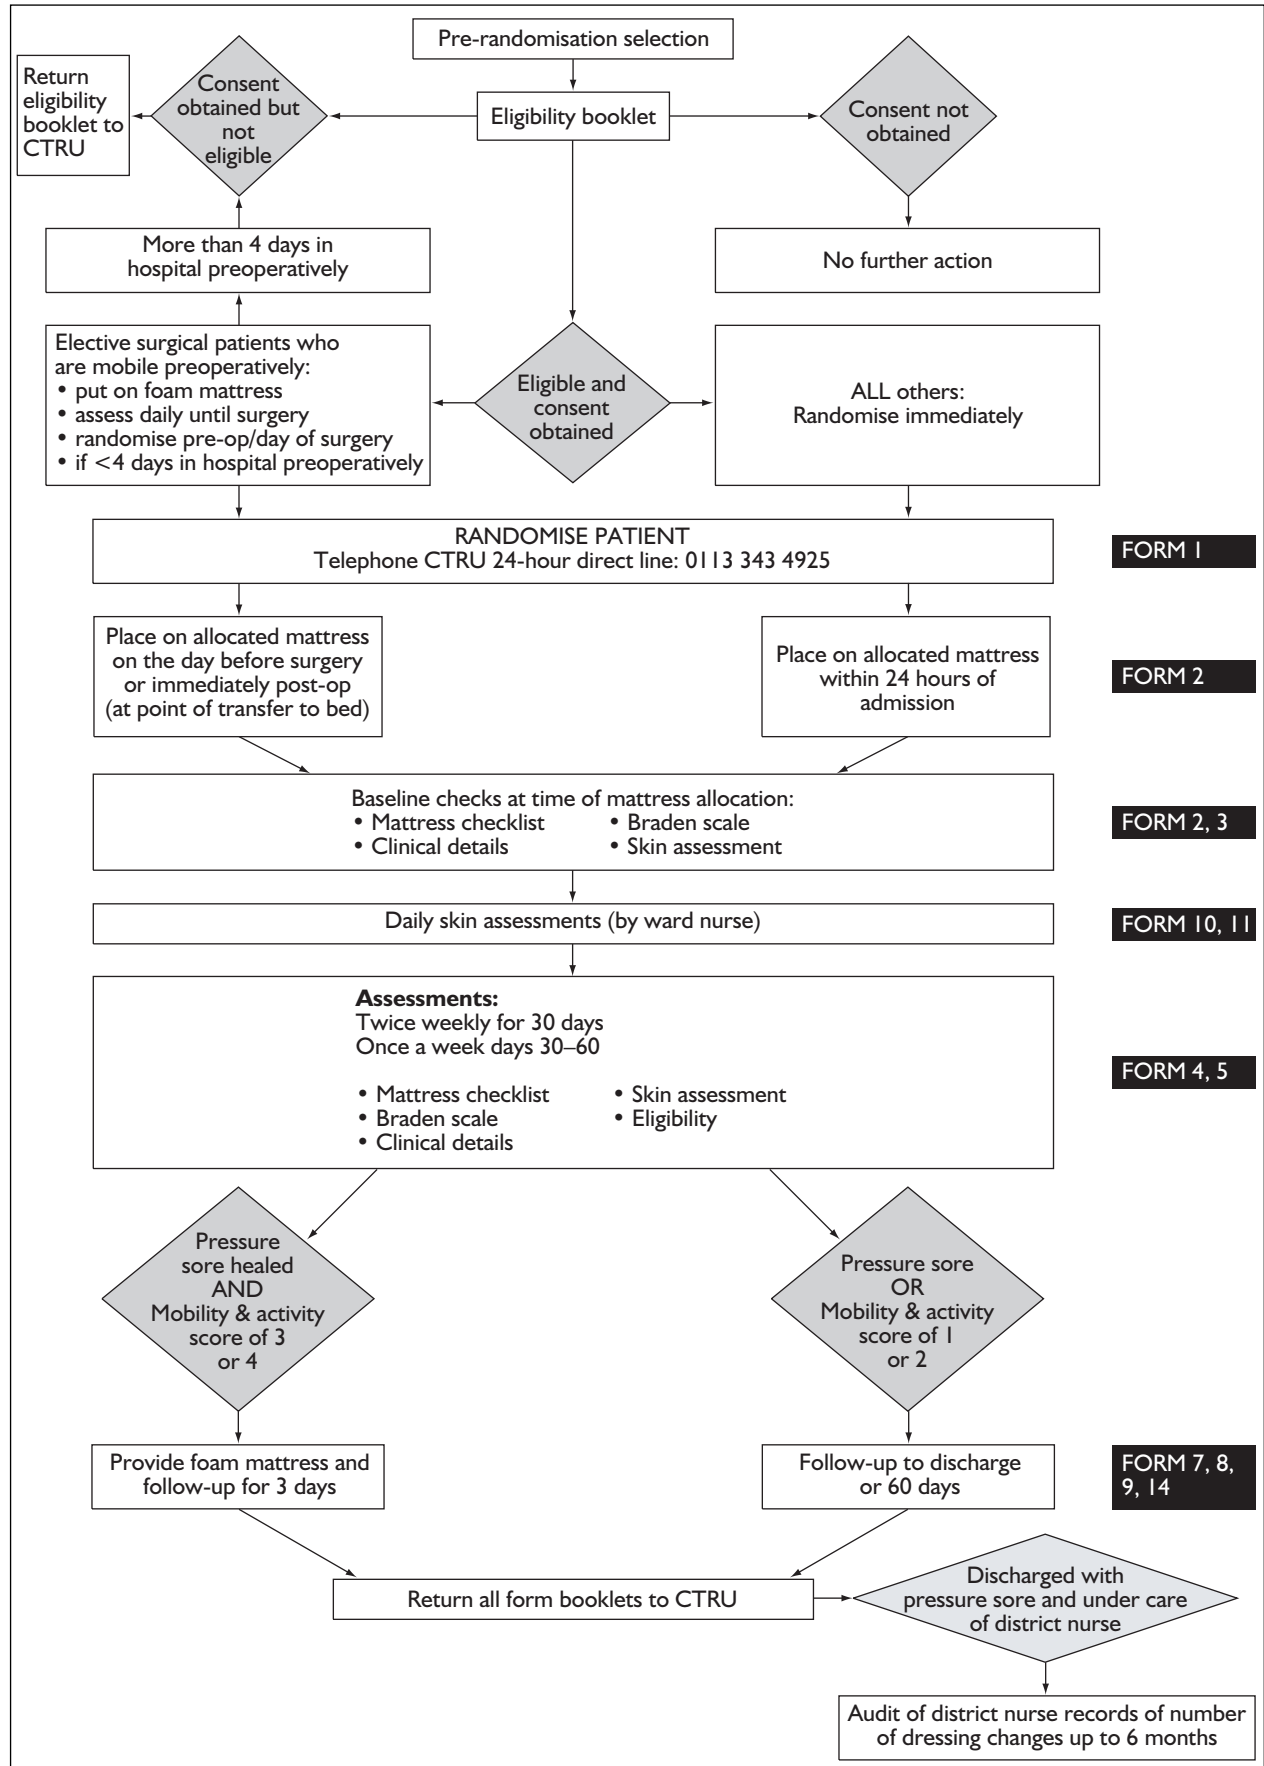 Pre-randomisation selection
Return
eligibility
booklet to
CTRU
Consent
obtained but
not
eligible
Eligibility booklet
Consent not
obtained
More than 4 days in
hospital preoperatively
No further action
Elective surgical patients who
are mobile preoperatively:
• put on foam mattress
• assess daily until surgery
• randomise pre-op/day of surgery
• if <4 days in hospital preoperatively
Eligible and
consent
obtained
ALL others:
Randomise immediately
RANDOMISE PATIENT
Telephone CTRU 24-hour direct line: 0113 343 4925
FORM 1
Place on allocated mattress
on the day before surgery
or immediately post-op
(at point of transfer to bed)
Place on allocated mattress
within 24 hours of
admission
FORM 2
Baseline checks at time of mattress allocation:
• Mattress checklist
• Clinical details
• Braden scale
• Skin assessment
FORM 2, 3
Daily skin assessments (by ward nurse)
FORM 10, 11
Assessments:
Twice weekly for 30 days
Once a week days 30–60
• Mattress checklist
• Braden scale
• Clinical details
• Skin assessment
• Eligibility
FORM 4, 5
Pressure
sore healed
AND
Mobility & activity
score of 3
or 4
Pressure sore
OR
Mobility & activity
score of 1
or 2
Provide foam mattress and
follow-up for 3 days
Follow-up to discharge
or 60 days
FORM 7, 8,
9, 14
Return all form booklets to CTRU
Discharged with
pressure sore and under care
of district nurse
Audit of district nurse records of number
of dressing changes up to 6 months